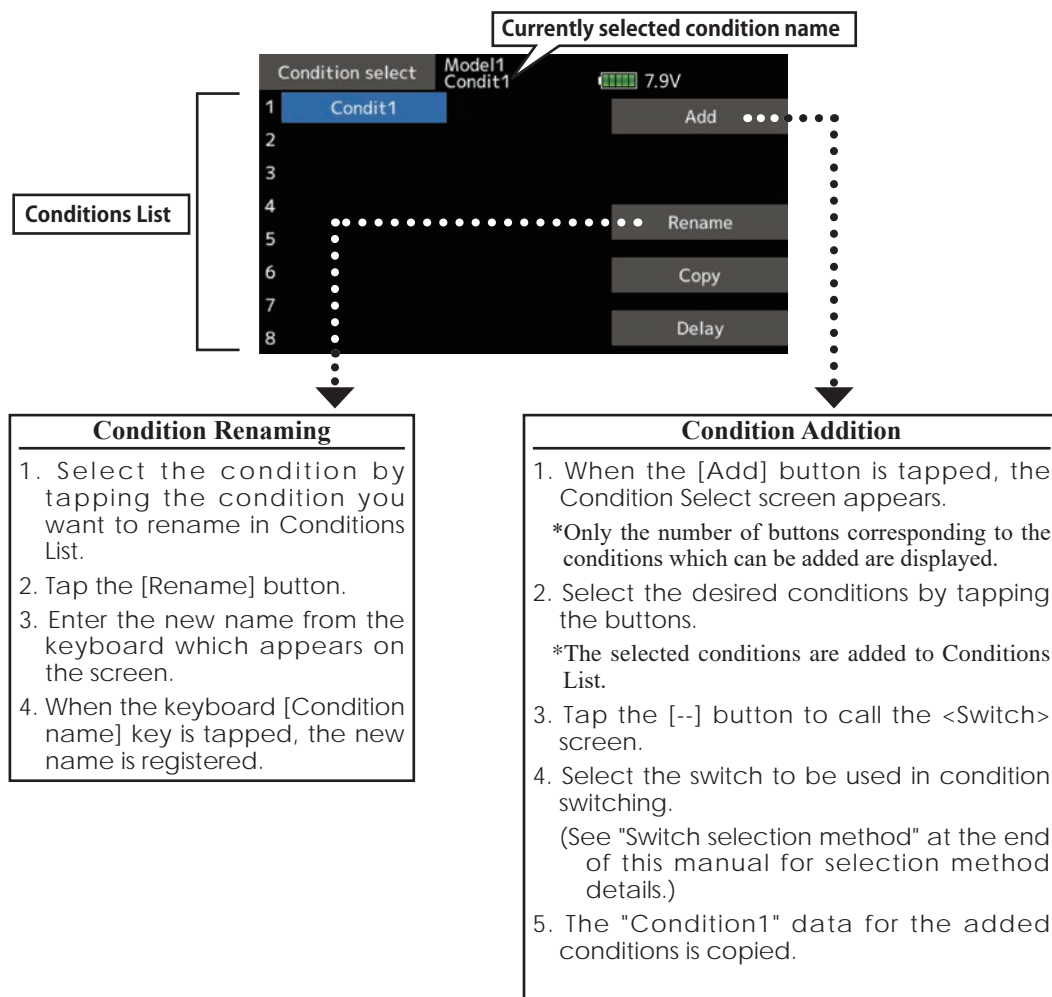 Currently selected condition name
Condition select
Model1
Condit1
7.9V
1 Condit1
Add
2
3
4
Rename
5
6
Copy
7
8
Delay
Conditions List
Condition Renaming
1. Select the condition by
tapping the condition you
want to rename in Conditions
List.
2. Tap the [Rename] button.
3. Enter the new name from the
keyboard which appears on
the screen.
4. When the keyboard [Condition
name] key is tapped, the new
name is registered.
Condition Addition
1. When the [Add] button is tapped, the
Condition Select screen appears.
*Only the number of buttons corresponding to the
conditions which can be added are displayed.
2. Select the desired conditions by tapping
the buttons.
*The selected conditions are added to Conditions
List.
3. Tap the [--] button to call the <Switch>
screen.
4. Select the switch to be used in condition
switching.
(See "Switch selection method" at the end
of this manual for selection method
details.)
5. The "Condition1" data for the added
conditions is copied.